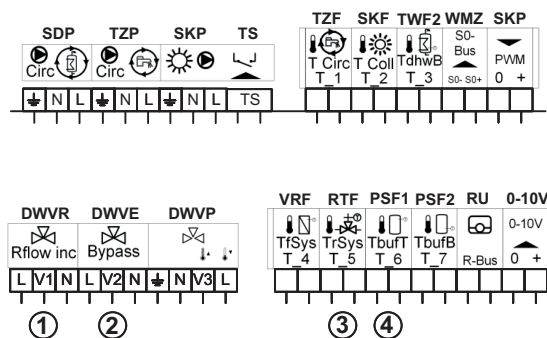 SDP TZP SKP TS
Circ Circ
N L N L N L TS
TZF SKF TWF2 WMZ SKP
S0-
Bus
T Circ T Coll TdhwB PWM
T_1 T_2 T_3 S0- S0+ 0 +
DWVR DWVE DWVP
Rflow inc Bypass
L V1 N L V2 N N V3 L
1 2
VRF RTF PSF1 PSF2 RU 0-10V
0-10V
TfSys TrSys TbufT TbufB
T_4 T_5 T_6 T_7 R-Bus 0 +
3 4